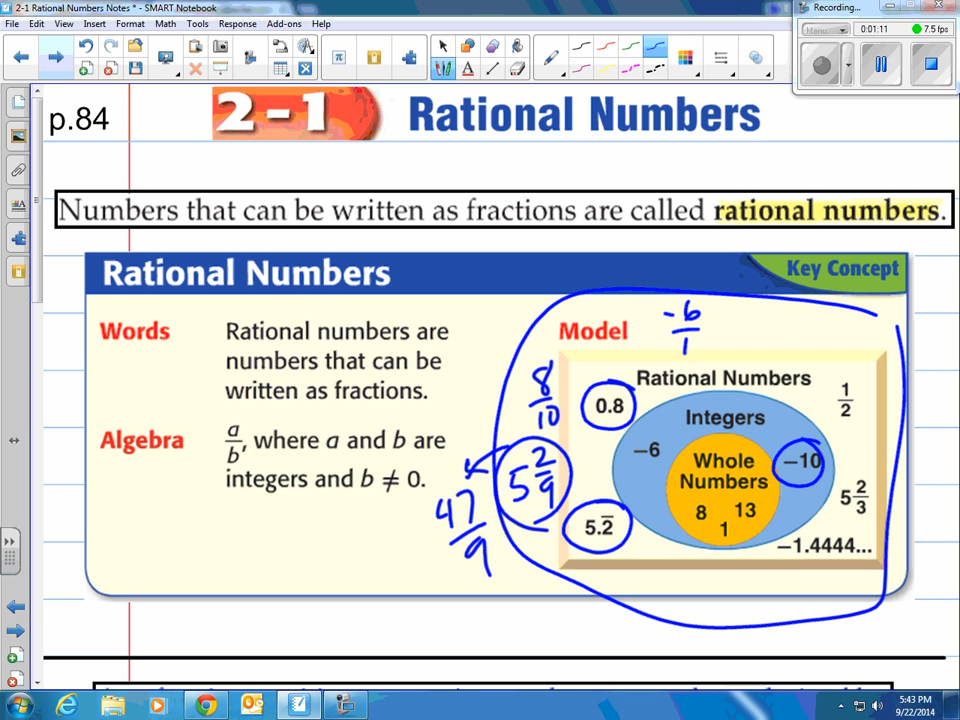 2-1 Rational Numbers Notes * - SMART Notebook
File Edit View Insert Format Math Tools Response Add-ons Help
Recording...
Menu
0:01:11
7.5 fps
p.84
2-1 Rational Numbers
Numbers that can be written as fractions are called rational numbers.
Rational Numbers
Key Concept
Words Rational numbers are
numbers that can be
written as fractions.
Algebra a/b, where a and b are
integers and b ≠ 0.
Model
-6/1
8/10
5 2/9
47/9
Rational Numbers
0.8
1/2
Integers
−6
−10
Whole
Numbers
8 13
1
5 2/3
5.2̅
−1.4444...
5:43 PM
9/22/2014